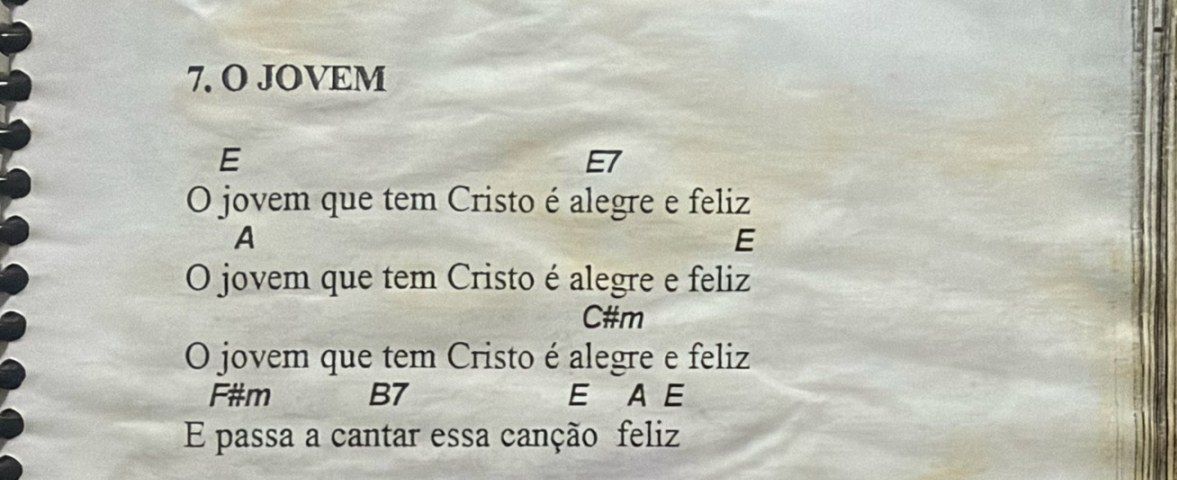 7. O JOVEM
E E7
O jovem que tem Cristo é alegre e feliz
A E
O jovem que tem Cristo é alegre e feliz
C#m
O jovem que tem Cristo é alegre e feliz
F#m B7 E A E
E passa a cantar essa canção feliz